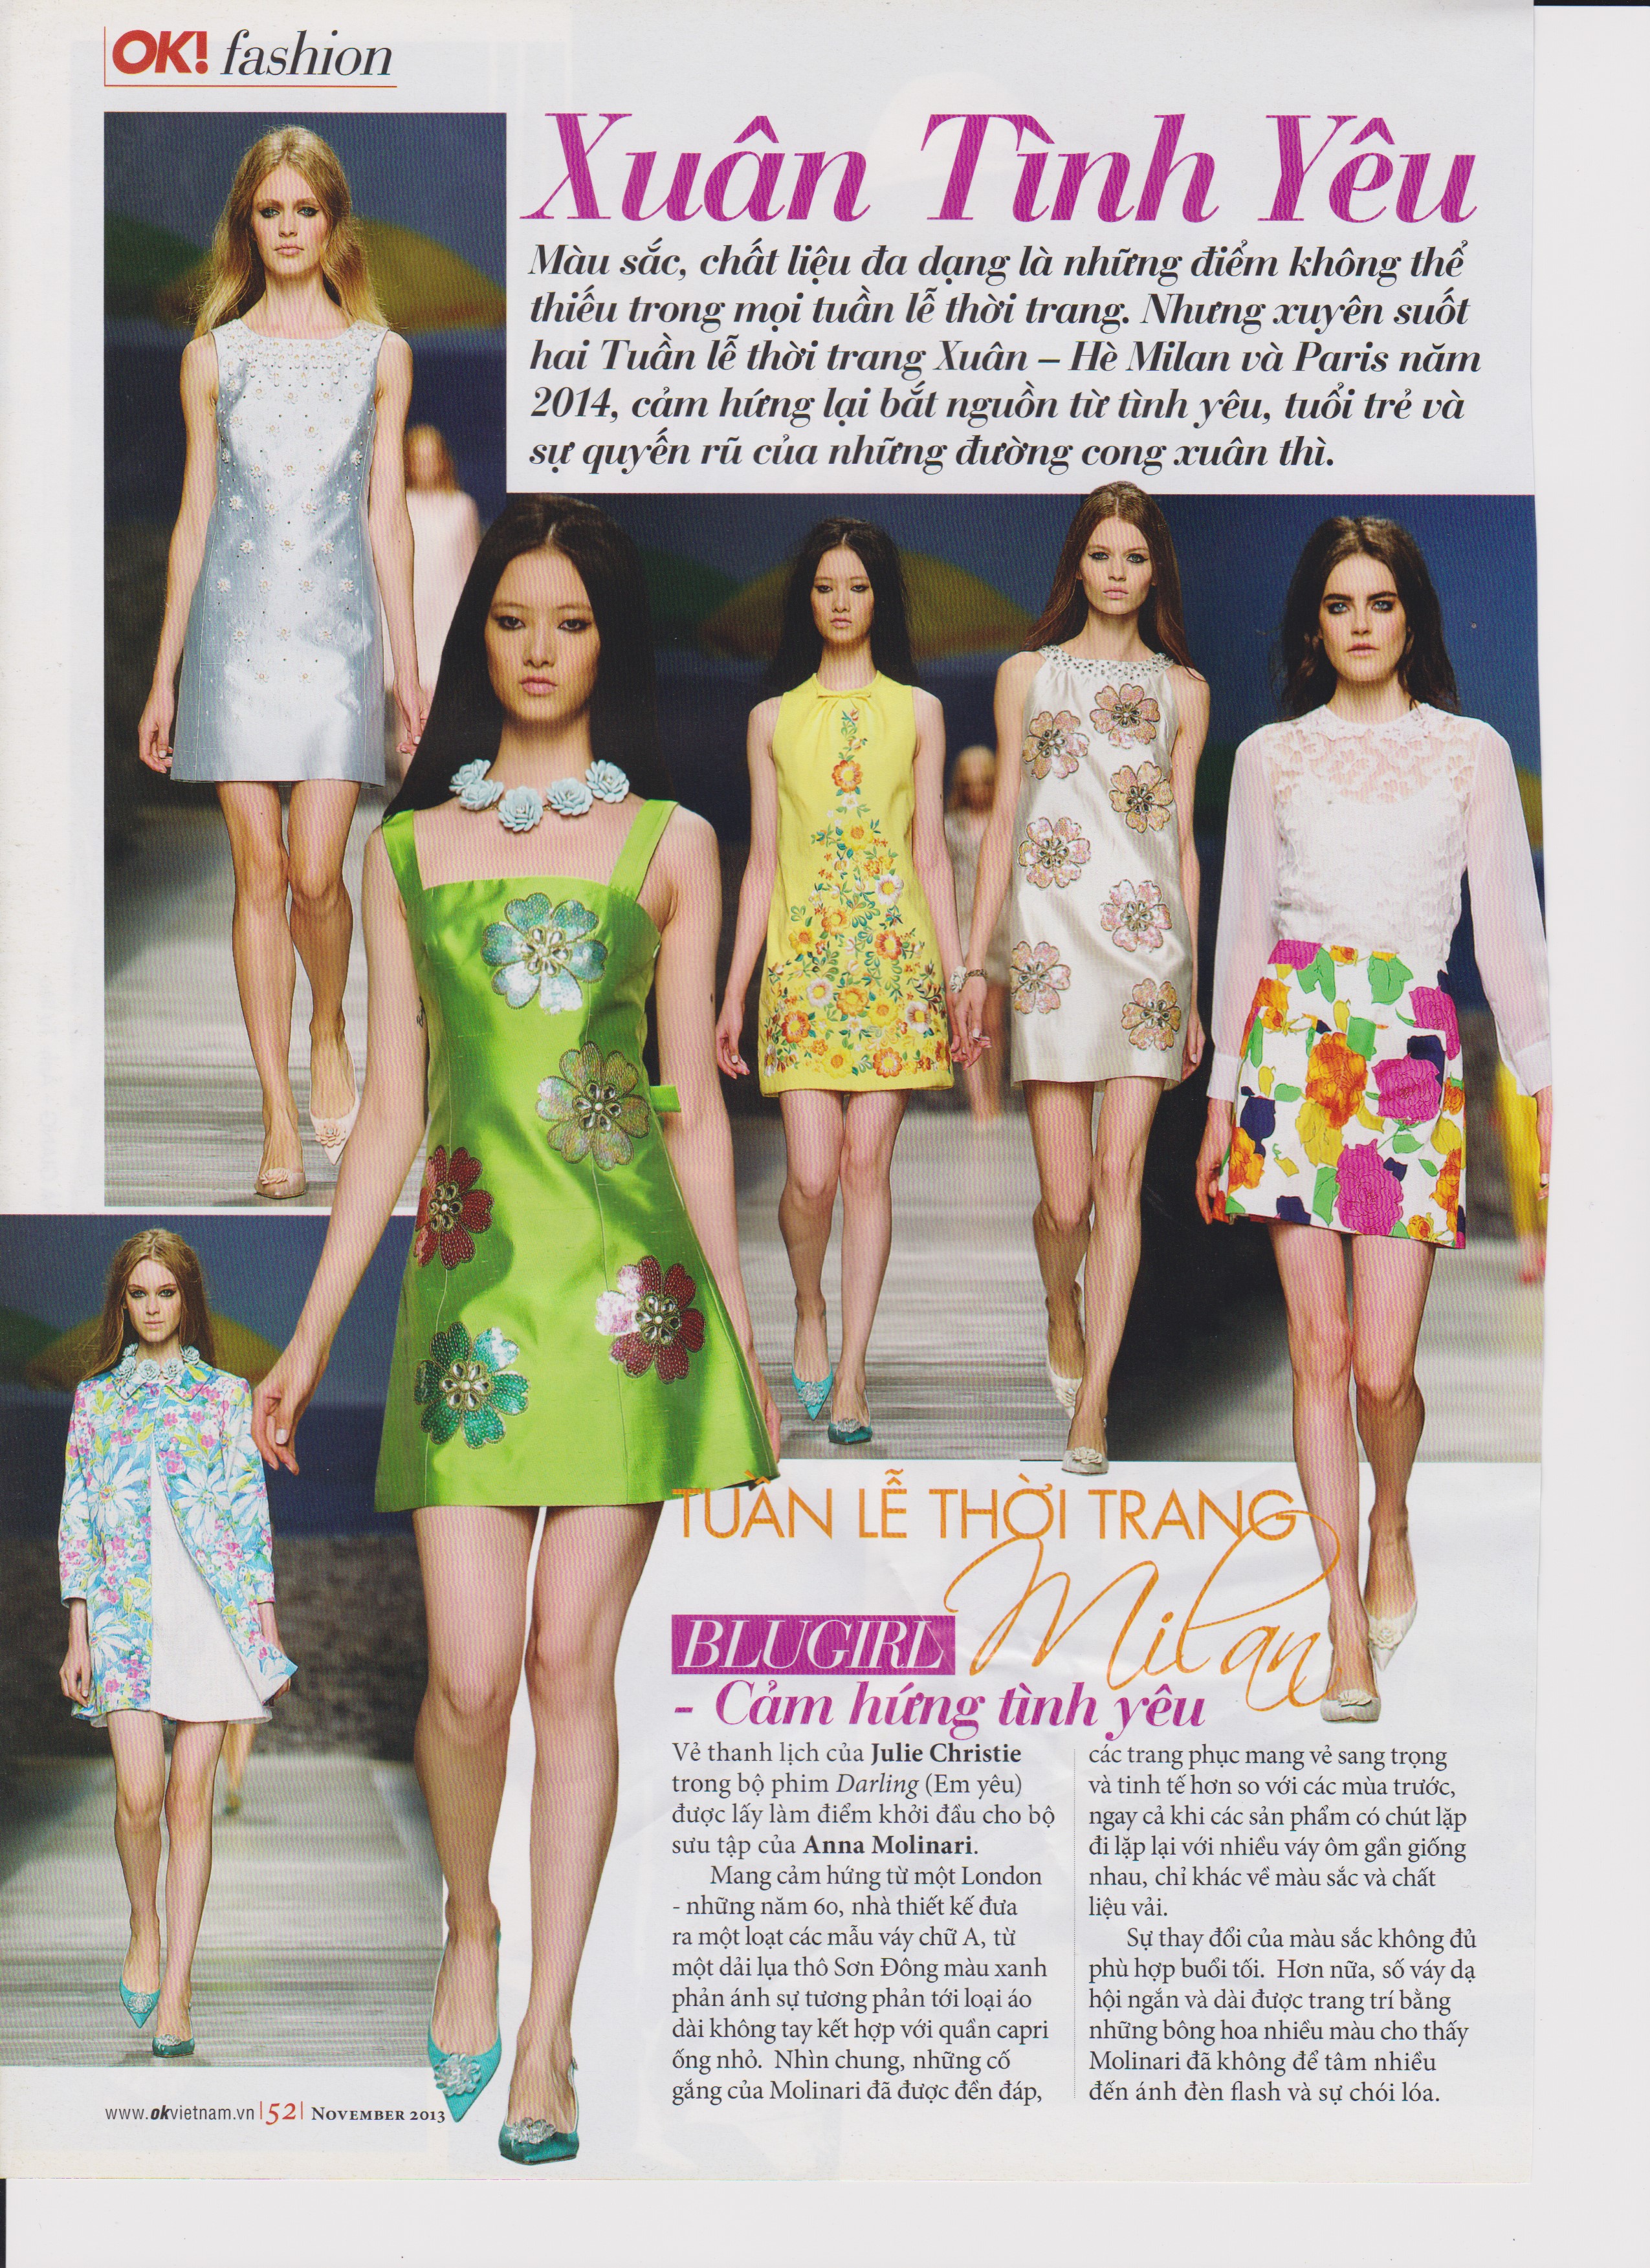 OK! fashion
Xuân Tình Yêu
Màu sắc, chất liệu đa dạng là những điểm không thể
thiếu trong mọi tuần lễ thời trang. Nhưng xuyên suốt
hai Tuần lễ thời trang Xuân – Hè Milan và Paris năm
2014, cảm hứng lại bắt nguồn từ tình yêu, tuổi trẻ và
sự quyến rũ của những đường cong xuân thì.
TUẦN LỄ THỜI TRANG
Milan
BLUGIRL
- Cảm hứng tình yêu
Vẻ thanh lịch của Julie Christie
trong bộ phim Darling (Em yêu)
được lấy làm điểm khởi đầu cho bộ
sưu tập của Anna Molinari.
Mang cảm hứng từ một London
- những năm 60, nhà thiết kế đưa
ra một loạt các mẫu váy chữ A, từ
một dải lụa thô Sơn Đông màu xanh
phản ánh sự tương phản tới loại áo
dài không tay kết hợp với quần capri
ống nhỏ. Nhìn chung, những cố
gắng của Molinari đã được đền đáp,
các trang phục mang vẻ sang trọng
và tinh tế hơn so với các mùa trước,
ngay cả khi các sản phẩm có chút lặp
đi lặp lại với nhiều váy ôm gần giống
nhau, chỉ khác về màu sắc và chất
liệu vải.
Sự thay đổi của màu sắc không đủ
phù hợp buổi tối. Hơn nữa, số váy dạ
hội ngắn và dài được trang trí bằng
những bông hoa nhiều màu cho thấy
Molinari đã không để tâm nhiều
đến ánh đèn flash và sự chói lóa.
www.okvietnam.vn |52| NOVEMBER 2013